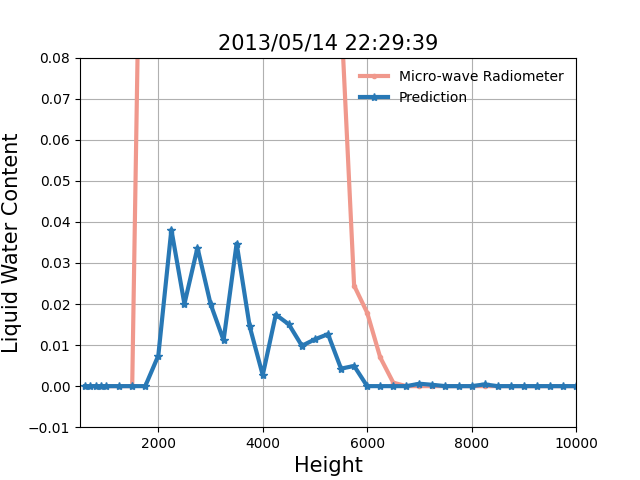 2013/05/14 22:29:39
Liquid Water Content
0.08
0.07
0.06
0.05
0.04
0.03
0.02
0.01
0.00
−0.01
Micro-wave Radiometer
Prediction
2000 4000 6000 8000 10000
Height